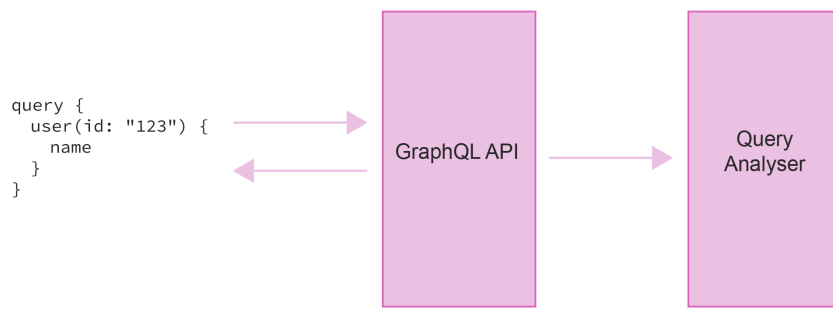 query {
  user(id: "123") {
    name
  }
}
GraphQL API
Query
Analyser